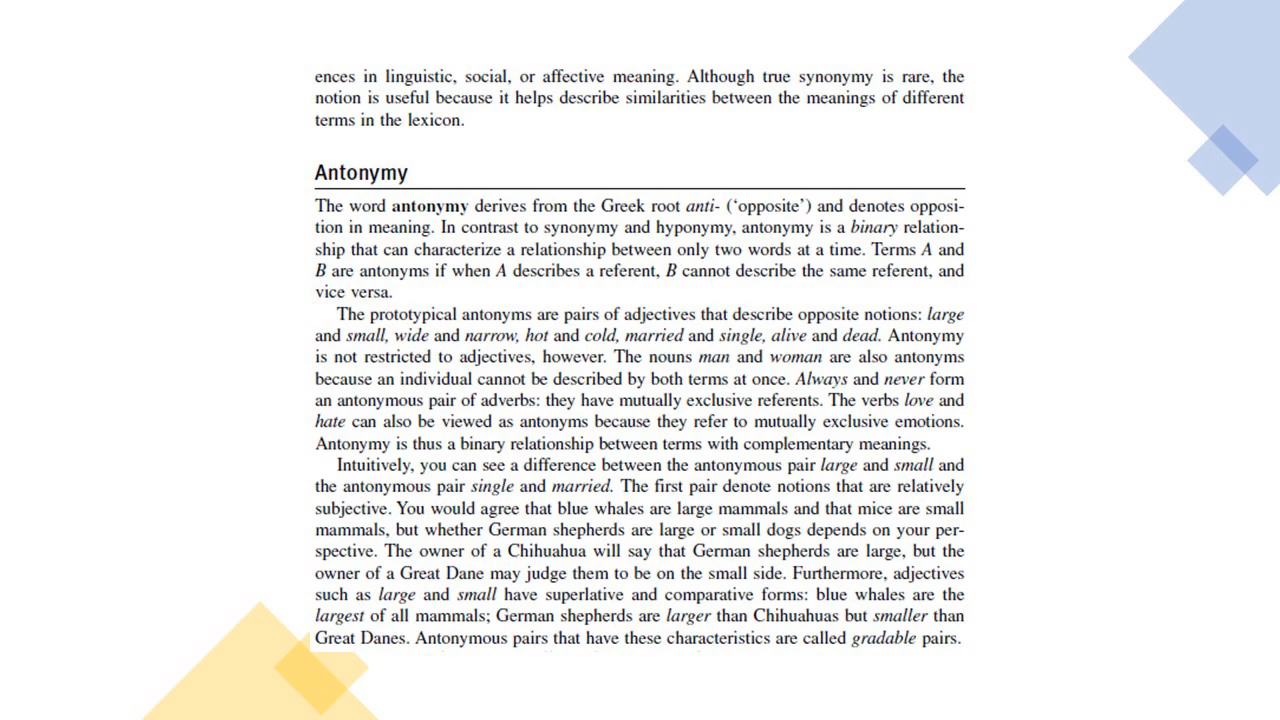 ences in linguistic, social, or affective meaning. Although true synonymy is rare, the
notion is useful because it helps describe similarities between the meanings of different
terms in the lexicon.
Antonymy
The word antonymy derives from the Greek root anti- (‘opposite’) and denotes opposi-
tion in meaning. In contrast to synonymy and hyponymy, antonymy is a binary relation-
ship that can characterize a relationship between only two words at a time. Terms A and
B are antonyms if when A describes a referent, B cannot describe the same referent, and
vice versa.
The prototypical antonyms are pairs of adjectives that describe opposite notions: large
and small, wide and narrow, hot and cold, married and single, alive and dead. Antonymy
is not restricted to adjectives, however. The nouns man and woman are also antonyms
because an individual cannot be described by both terms at once. Always and never form
an antonymous pair of adverbs: they have mutually exclusive referents. The verbs love and
hate can also be viewed as antonyms because they refer to mutually exclusive emotions.
Antonymy is thus a binary relationship between terms with complementary meanings.
Intuitively, you can see a difference between the antonymous pair large and small and
the antonymous pair single and married. The first pair denote notions that are relatively
subjective. You would agree that blue whales are large mammals and that mice are small
mammals, but whether German shepherds are large or small dogs depends on your per-
spective. The owner of a Chihuahua will say that German shepherds are large, but the
owner of a Great Dane may judge them to be on the small side. Furthermore, adjectives
such as large and small have superlative and comparative forms: blue whales are the
largest of all mammals; German shepherds are larger than Chihuahuas but smaller than
Great Danes. Antonymous pairs that have these characteristics are called gradable pairs.